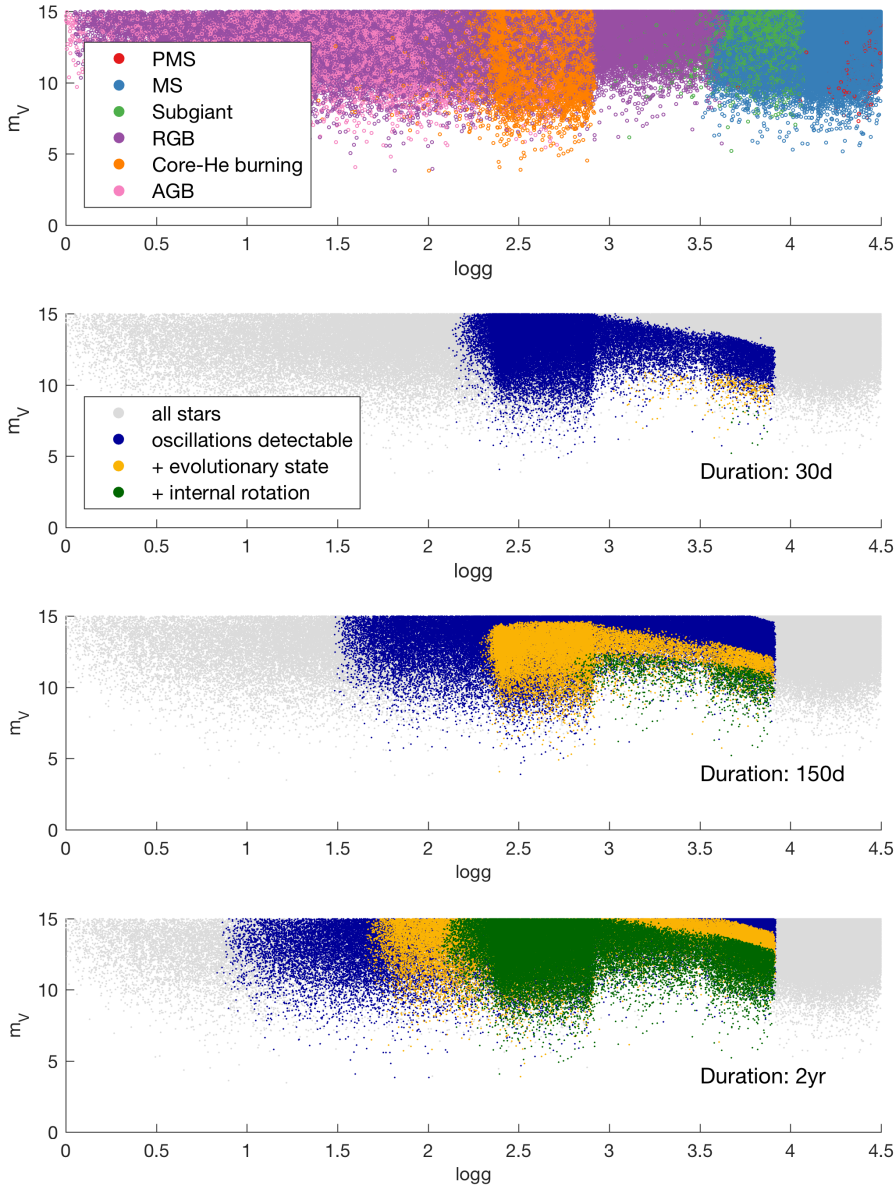 15
10
5
0
m_V
PMS
MS
Subgiant
RGB
Core-He burning
AGB
0 0.5 1 1.5 2 2.5 3 3.5 4 4.5
logg
15
10
5
0
m_V
all stars
oscillations detectable
+ evolutionary state
+ internal rotation
Duration: 30d
0 0.5 1 1.5 2 2.5 3 3.5 4 4.5
logg
15
10
5
0
m_V
Duration: 150d
0 0.5 1 1.5 2 2.5 3 3.5 4 4.5
logg
15
10
5
0
m_V
Duration: 2yr
0 0.5 1 1.5 2 2.5 3 3.5 4 4.5
logg